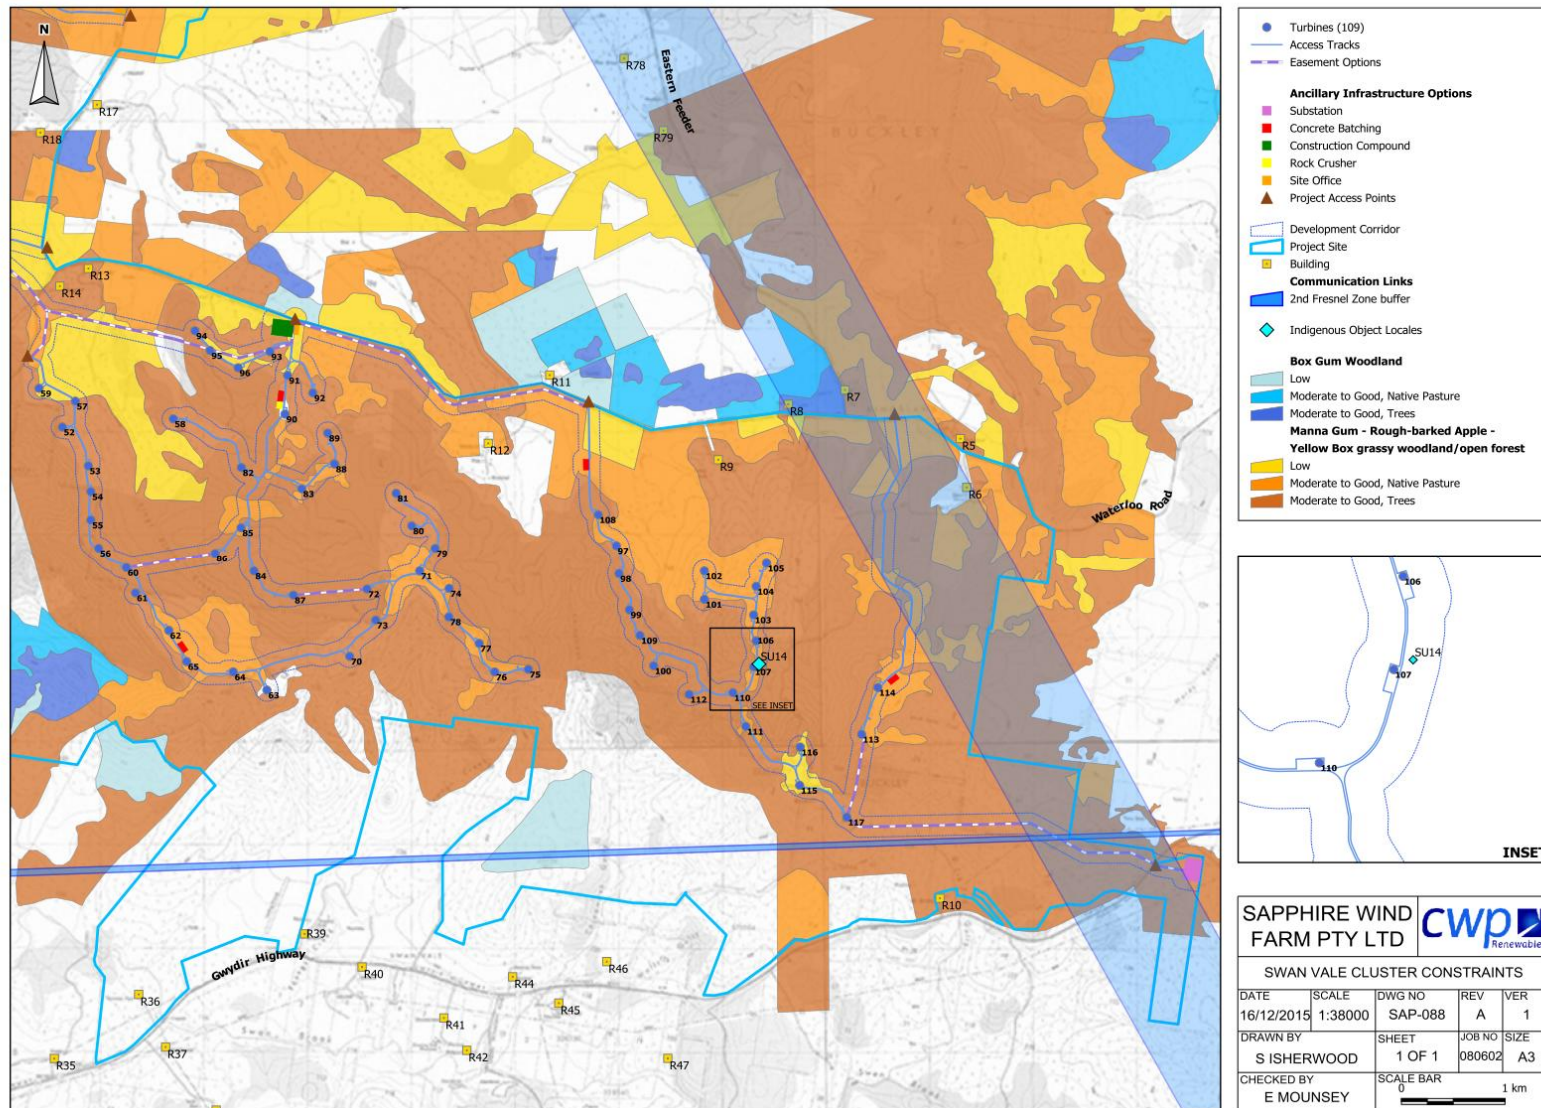 N
R17
R18
R78
Eastern Feeder
R79
BUCKLEY
R13
R14
94
95
96
93
91
92
90
59
57
52
58
89
88
82
83
53
54
55
56
60
61
62
65
64
63
85
86
84
87
72
73
70
81
80
79
71
74
78
77
76
75
R11
R12
R8
R7
R9
R5
R6
Waterloo Road
108
97
98
99
109
100
112
102
101
105
104
103
106
SU14
107
110
SEE INSET
111
116
115
117
114
113
R10
Gwydir Highway
SWAN VALE
R39
R40
R36
R37
R35
R41
R42
R44
R45
R46
R47
Turbines (109)
Access Tracks
Easement Options
Ancillary Infrastructure Options
Substation
Concrete Batching
Construction Compound
Rock Crusher
Site Office
Project Access Points
Development Corridor
Project Site
Building
Communication Links
2nd Fresnel Zone buffer
Indigenous Object Locales
Box Gum Woodland
Low
Moderate to Good, Native Pasture
Moderate to Good, Trees
Manna Gum - Rough-barked Apple -
Yellow Box grassy woodland/open forest
Low
Moderate to Good, Native Pasture
Moderate to Good, Trees
106
SU14
107
110
INSET
SAPPHIRE WIND
FARM PTY LTD
cwp
Renewable
SWAN VALE CLUSTER CONSTRAINTS
DATE SCALE DWG NO REV VER
16/12/2015 1:38000 SAP-088 A 1
DRAWN BY SHEET JOB NO SIZE
S ISHERWOOD 1 OF 1 080602 A3
CHECKED BY SCALE BAR
E MOUNSEY 0 1 km